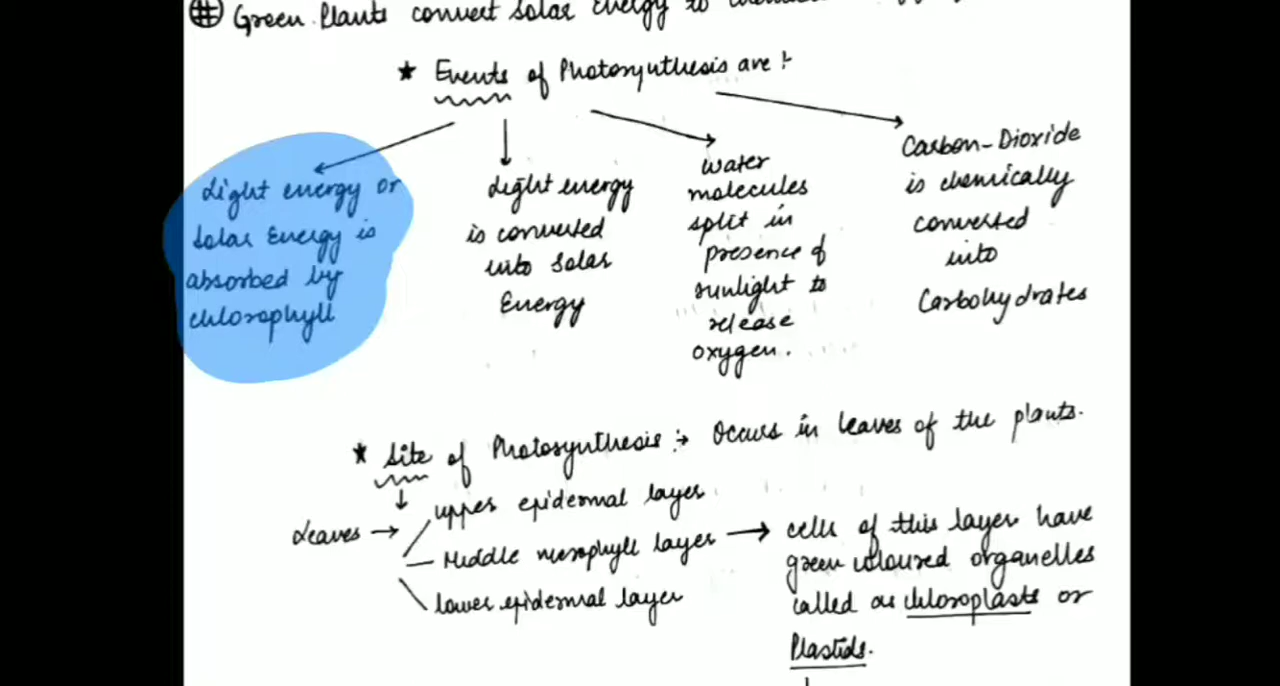 Green Plants convert Solar Energy to
★ Events of Photosynthesis are :-
Light energy or
Solar Energy is
absorbed by
chlorophyll
Light energy
is converted
into Solar
Energy
water
molecules
split in
presence of
sunlight to
release
oxygen.
Carbon-Dioxide
is chemically
converted
into
Carbohydrates
★ Site of Photosynthesis :→ Occurs in leaves of the plants.
Leaves →
upper epidermal layer
Middle mesophyll layer →
lower epidermal layer
cells of this layer have
green coloured organelles
called as chloroplasts or
Plastids.